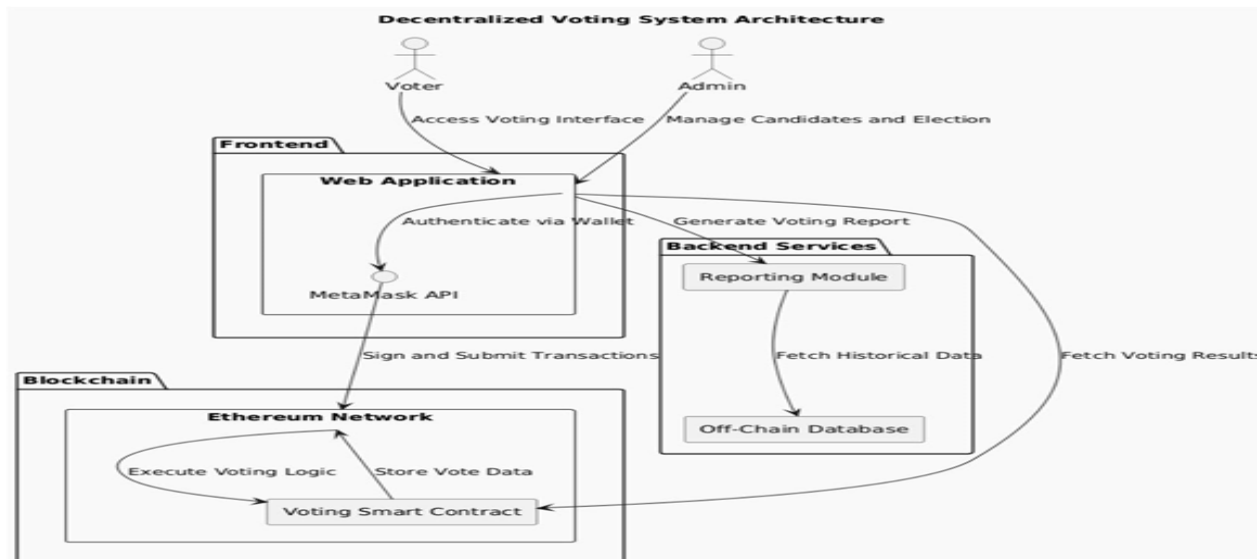 Decentralized Voting System Architecture
Voter
Admin
Access Voting Interface
Manage Candidates and Election
Frontend
Web Application
Authenticate via Wallet
Generate Voting Report
Backend Services
Reporting Module
MetaMask API
Sign and Submit Transactions
Fetch Historical Data
Fetch Voting Results
Blockchain
Ethereum Network
Off-Chain Database
Execute Voting Logic
Store Vote Data
Voting Smart Contract